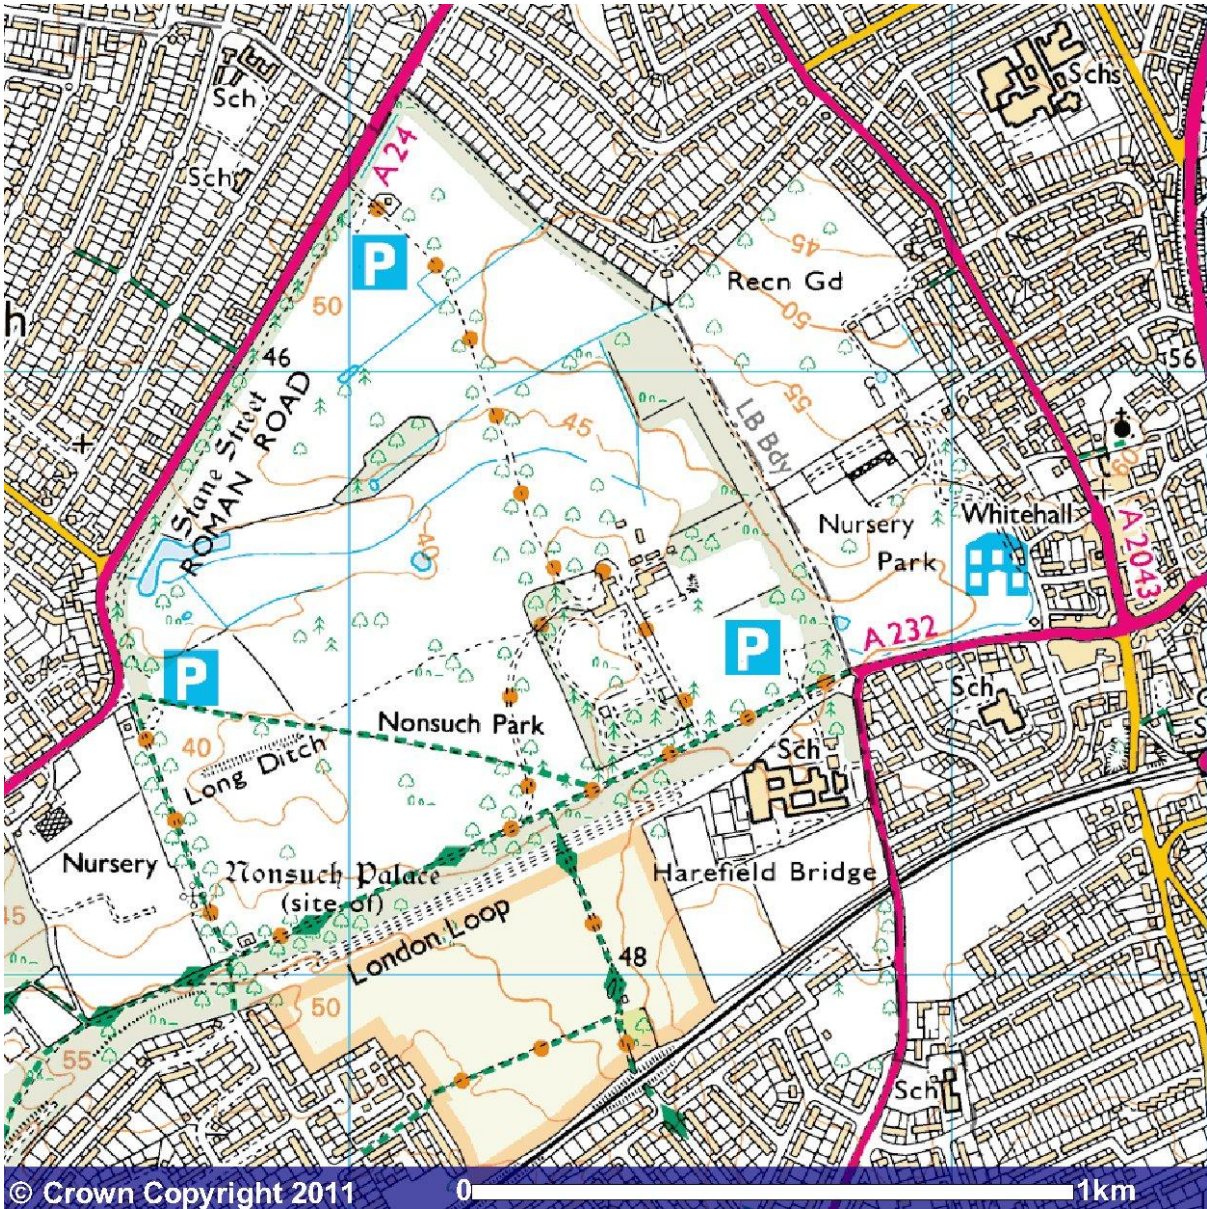 Sch
Schs
A 24
Sch
45
Recn Gd
50
50
h
46
56
55
Stane Street
ROMAN ROAD
45
LB Bdy
60
Nursery
Whitehall
40
Park
A 2043
A 232
P
P
P
Sch
Nonsuch Park
40
Long Ditch
Sch
S
Nursery
Nonsuch Palace
(site of)
Harefield Bridge
45
London Loop
48
50
55
Sch
© Crown Copyright 2011
0
1km